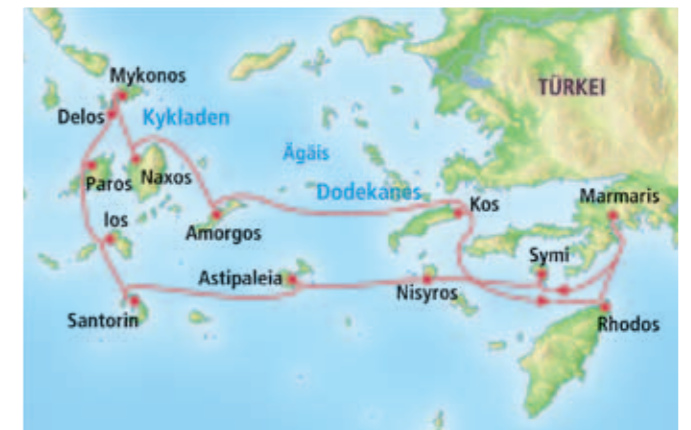 Mykonos
TÜRKEI
Delos
Kykladen
Ägäis
Paros
Naxos
Dodekanes
Marmaris
Kos
Ios
Amorgos
Symi
Astipaleia
Nisyros
Santorin
Rhodos